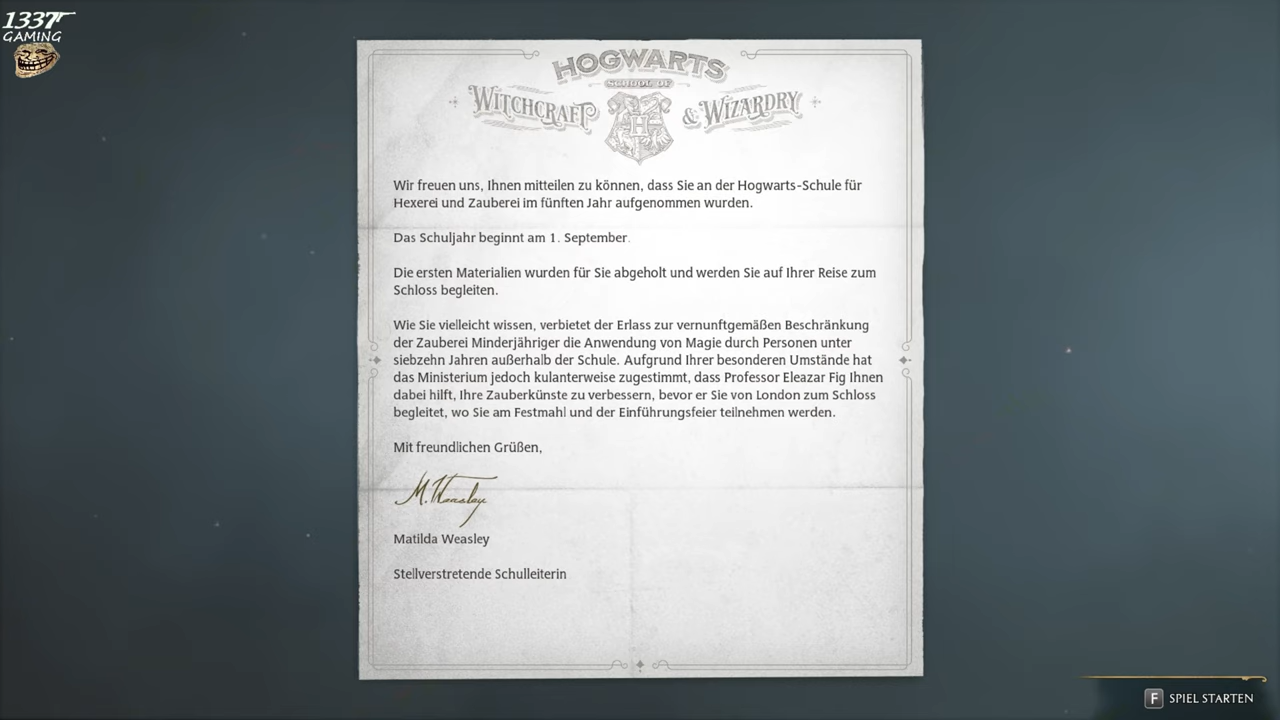 1337
GAMING
HOGWARTS
SCHOOL OF
WITCHCRAFT & WIZARDRY
H
Wir freuen uns, Ihnen mitteilen zu können, dass Sie an der Hogwarts-Schule für
Hexerei und Zauberei im fünften Jahr aufgenommen wurden.
Das Schuljahr beginnt am 1. September.
Die ersten Materialien wurden für Sie abgeholt und werden Sie auf Ihrer Reise zum
Schloss begleiten.
Wie Sie vielleicht wissen, verbietet der Erlass zur vernunftgemäßen Beschränkung
der Zauberei Minderjähriger die Anwendung von Magie durch Personen unter
siebzehn Jahren außerhalb der Schule. Aufgrund Ihrer besonderen Umstände hat
das Ministerium jedoch kulanterweise zugestimmt, dass Professor Eleazar Fig Ihnen
dabei hilft, Ihre Zauberkünste zu verbessern, bevor er Sie von London zum Schloss
begleitet, wo Sie am Festmahl und der Einführungsfeier teilnehmen werden.
Mit freundlichen Grüßen,
M. Weasley
Matilda Weasley
Stellverstretende Schulleiterin
F SPIEL STARTEN